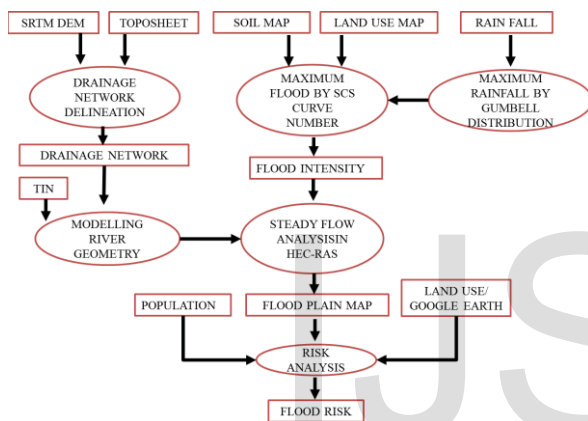 SRTM DEM
TOPOSHEET
SOIL MAP
LAND USE MAP
RAIN FALL
DRAINAGE
NETWORK
DELINEATION
MAXIMUM
FLOOD BY SCS
CURVE
NUMBER
MAXIMUM
RAINFALL BY
GUMBELL
DISTRIBUTION
DRAINAGE NETWORK
FLOOD INTENSITY
TIN
MODELLING
RIVER
GEOMETRY
STEADY FLOW
ANALYSISIN
HEC-RAS
POPULATION
FLOOD PLAIN MAP
LAND USE/
GOOGLE EARTH
RISK
ANALYSIS
FLOOD RISK
IJS